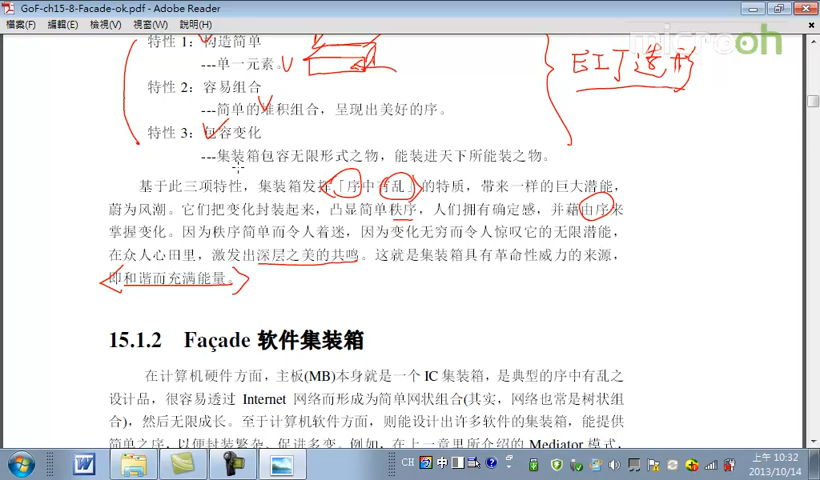 GoF-ch15-8-Facade-ok.pdf - Adobe Reader
檔案(F) 編輯(E) 檢視(V) 視窗(W) 說明(H)
microoh
特性 1：构造简单
---单一元素。
EIT造形
特性 2：容易组合
---简单的堆积组合，呈现出美好的序。
特性 3：包容变化
---集装箱包容无限形式之物，能装进天下所能装之物。
基于此三项特性，集装箱发挥「序中有乱」的特质，带来一样的巨大潜能，
蔚为风潮。它们把变化封装起来，凸显简单秩序，人们拥有确定感，并藉由序来
掌握变化。因为秩序简单而令人着迷，因为变化无穷而令人惊叹它的无限潜能，
在众人心田里，激发出深层之美的共鸣。这就是集装箱具有革命性威力的来源，
即和谐而充满能量。
15.1.2 Façade 软件集装箱
在计算机硬件方面，主板(MB)本身就是一个 IC 集装箱，是典型的序中有乱之
设计品，很容易透过 Internet 网络而形成为简单网状组合(其实，网络也常是树状组
合)，然后无限成长。至于计算机软件方面，则能设计出许多软件的集装箱，能提供
简单之序，以便封装繁杂，促进多变。例如，在上一章里所介绍的 Mediator 模式，
CH 中
上午 10:32
2013/10/14